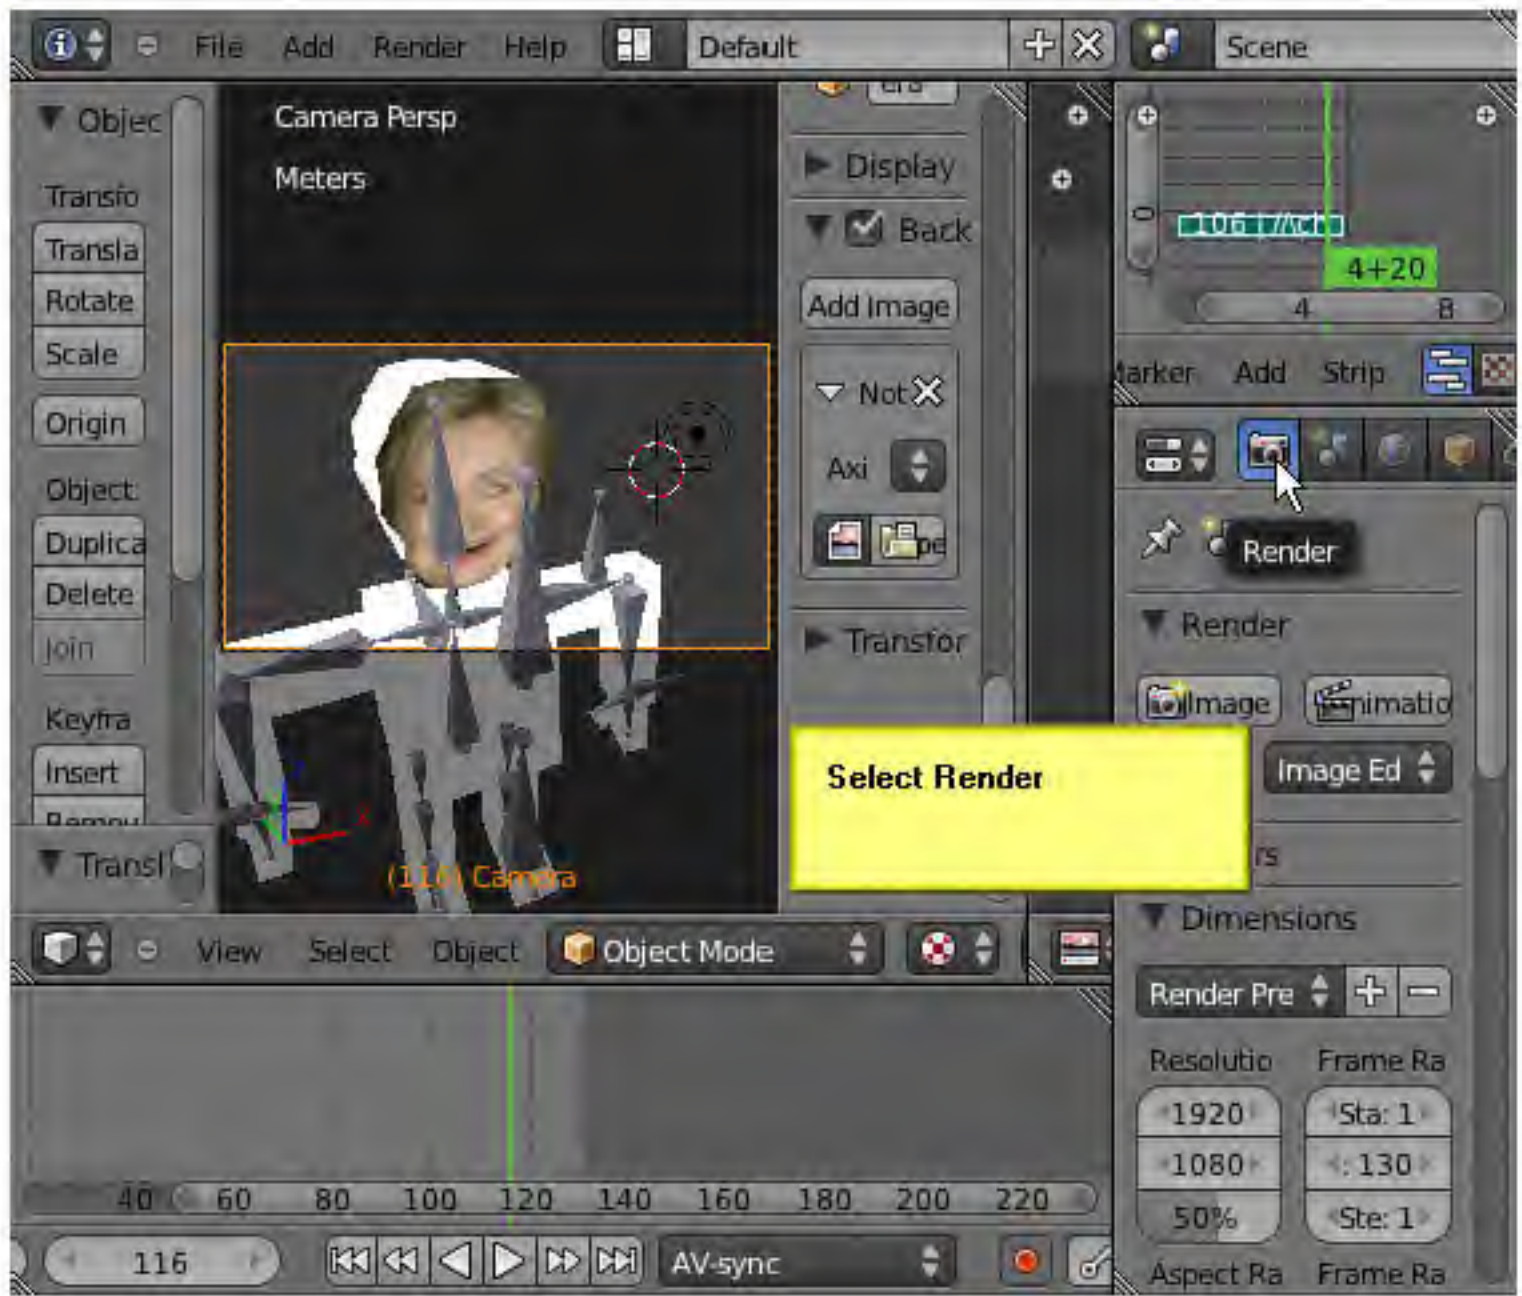 File Add Render Help Default Scene
Objec
Camera Persp
Meters
Transfo
Transla
Rotate
Scale
Origin
Object:
Duplica
Delete
Join
Keyfra
Insert
Transl
(116) Camera
Display
Back
Add Image
Not
Axi
pe
Transfor
4+20
4 8
0
Marker Add Strip
Render
Render
Image nimatio
Image Ed
rs
Select Render
Dimensions
Render Pre
Resolutio Frame Ra
1920 Sta: 1
1080 : 130
50% Ste: 1
Aspect Ra Frame Ra
View Select Object Object Mode
40 60 80 100 120 140 160 180 200 220
116 AV-sync